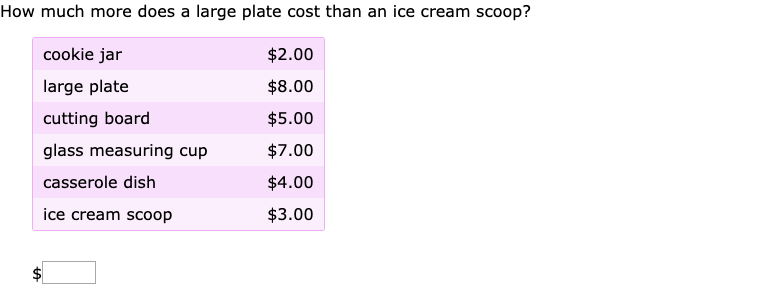 How much more does a large plate cost than an ice cream scoop?
cookie jar $2.00
large plate $8.00
cutting board $5.00
glass measuring cup $7.00
casserole dish $4.00
ice cream scoop $3.00
$